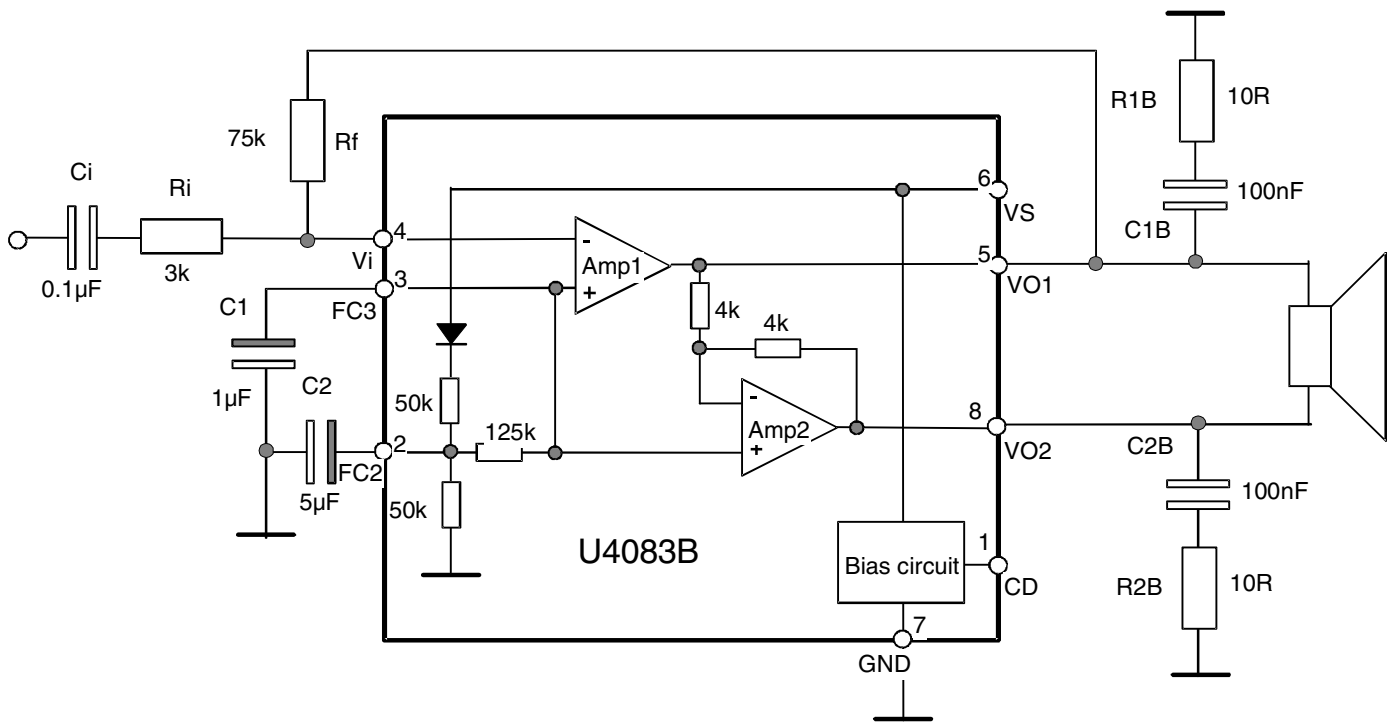 R1B
10R
75k
Rf
Ci
Ri
6
VS
100nF
C1B
4
Vi
-
Amp1
+
5
VO1
0.1µF
3k
3
FC3
C1
4k
4k
1µF
C2
50k
125k
-
Amp2
+
8
VO2
C2B
2
FC2
5µF
50k
100nF
U4083B
Bias circuit
1
CD
R2B
10R
7
GND